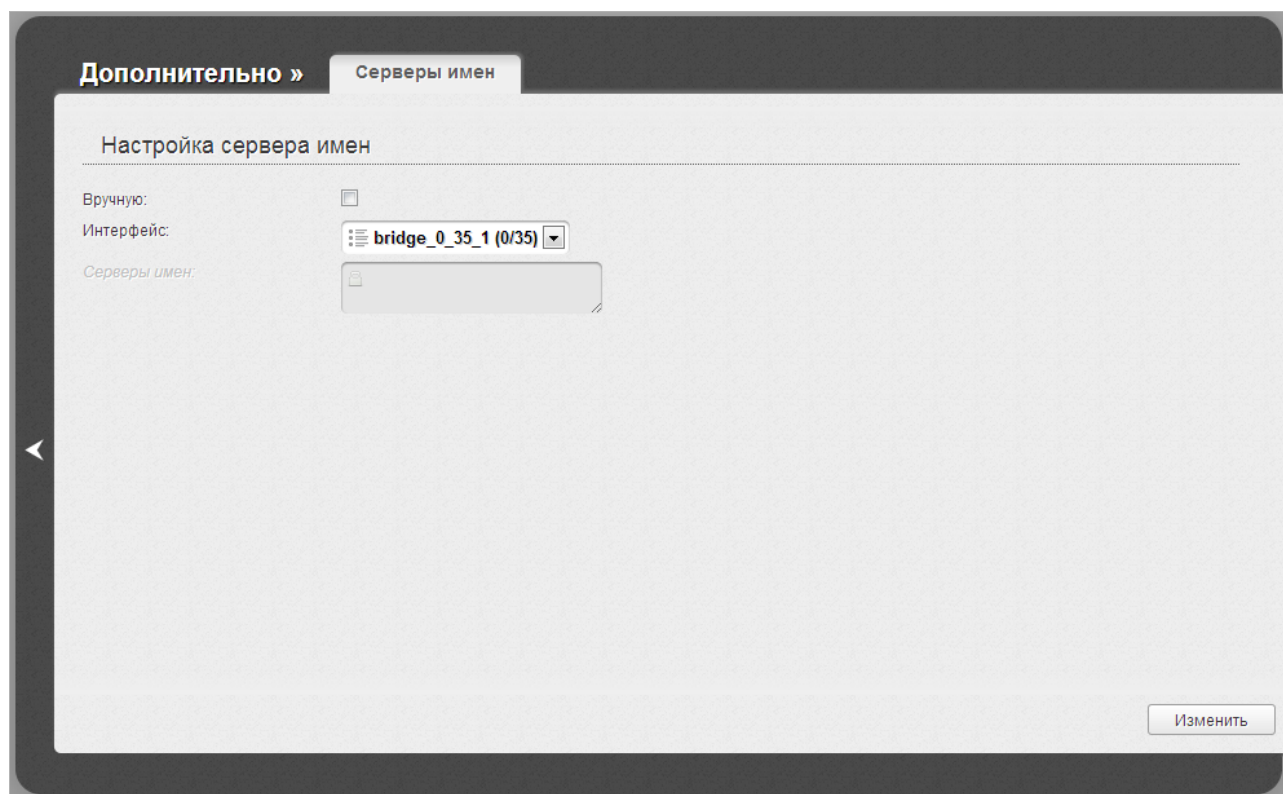 Дополнительно »
Серверы имен
Настройка сервера имен
Вручную:
Интерфейс:
bridge_0_35_1 (0/35)
Серверы имен:
Изменить